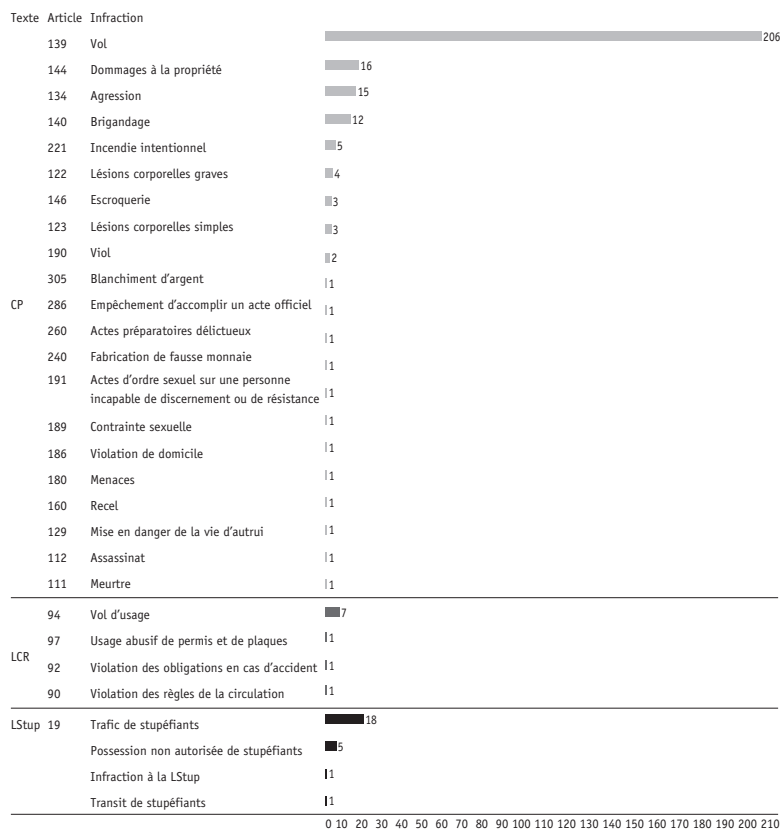 Texte Article Infraction
139 Vol 206
144 Dommages à la propriété 16
134 Agression 15
140 Brigandage 12
221 Incendie intentionnel 5
122 Lésions corporelles graves 4
146 Escroquerie 3
123 Lésions corporelles simples 3
190 Viol 2
305 Blanchiment d'argent 1
CP 286 Empêchement d'accomplir un acte officiel 1
260 Actes préparatoires délictueux 1
240 Fabrication de fausse monnaie 1
191 Actes d'ordre sexuel sur une personne
incapable de discernement ou de résistance 1
189 Contrainte sexuelle 1
186 Violation de domicile 1
180 Menaces 1
160 Recel 1
129 Mise en danger de la vie d'autrui 1
112 Assassinat 1
111 Meurtre 1
94 Vol d'usage 7
97 Usage abusif de permis et de plaques 1
LCR
92 Violation des obligations en cas d'accident 1
90 Violation des règles de la circulation 1
LStup 19 Trafic de stupéfiants 18
Possession non autorisée de stupéfiants 5
Infraction à la LStup 1
Transit de stupéfiants 1
0 10 20 30 40 50 60 70 80 90 100 110 120 130 140 150 160 170 180 190 200 210